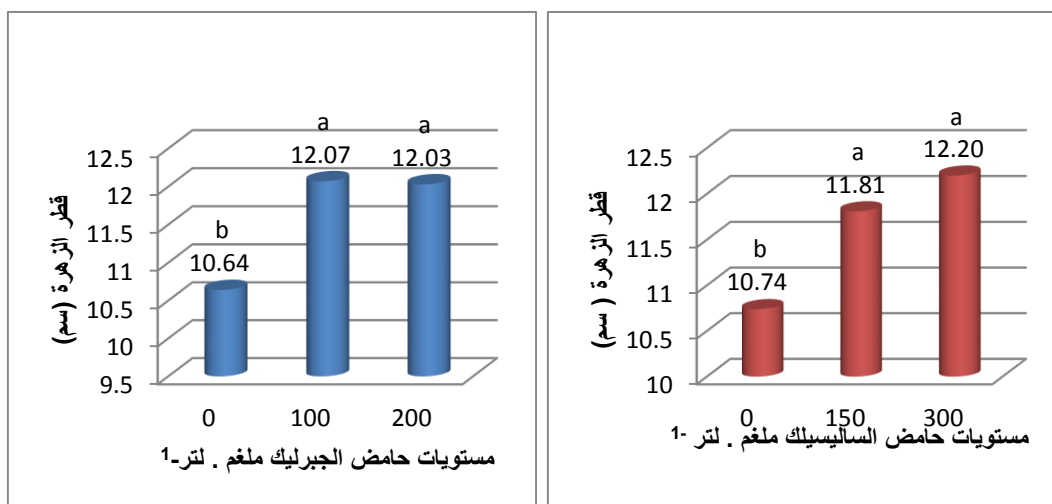 a
a
12.07
12.03
b
10.64
12.5
12
11.5
11
10.5
10
9.5
قطر الزهرة (سم)
0
100
200
مستويات حامض الجبرليك ملغم . لتر-1
a
12.20
a
11.81
b
10.74
12.5
12
11.5
11
10.5
10
قطر الزهرة ( سم)
0
150
300
مستويات حامض الساليسيلك ملغم . لتر -1